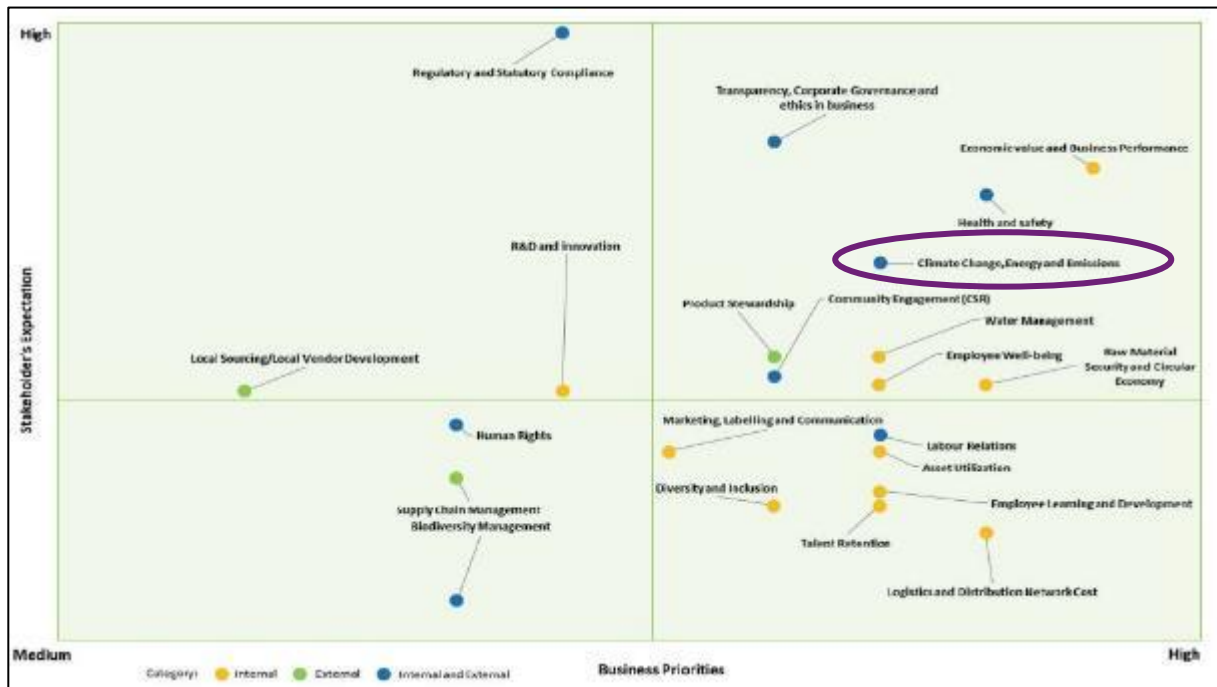 High
Regulatory and Statutory Compliance
Transparency, Corporate Governance and
ethics in business
Economic value and Business Performance
Health and safety
R&D and innovation
Climate Change, Energy and Emissions
Product Stewardship
Community Engagement (CSR)
Water Management
Local Sourcing/Local Vendor Development
Employee Well-being
Raw Material
Security and Circular
Economy
Stakeholder's Expectation
Marketing, Labelling and Communication
Human Rights
Labour Relations
Asset Utilization
Diversity and Inclusion
Employee Learning and Development
Supply Chain Management
Biodiversity Management
Talent Retention
Logistics and Distribution Network Cost
Medium
Business Priorities
High
Category: Internal External Internal and External